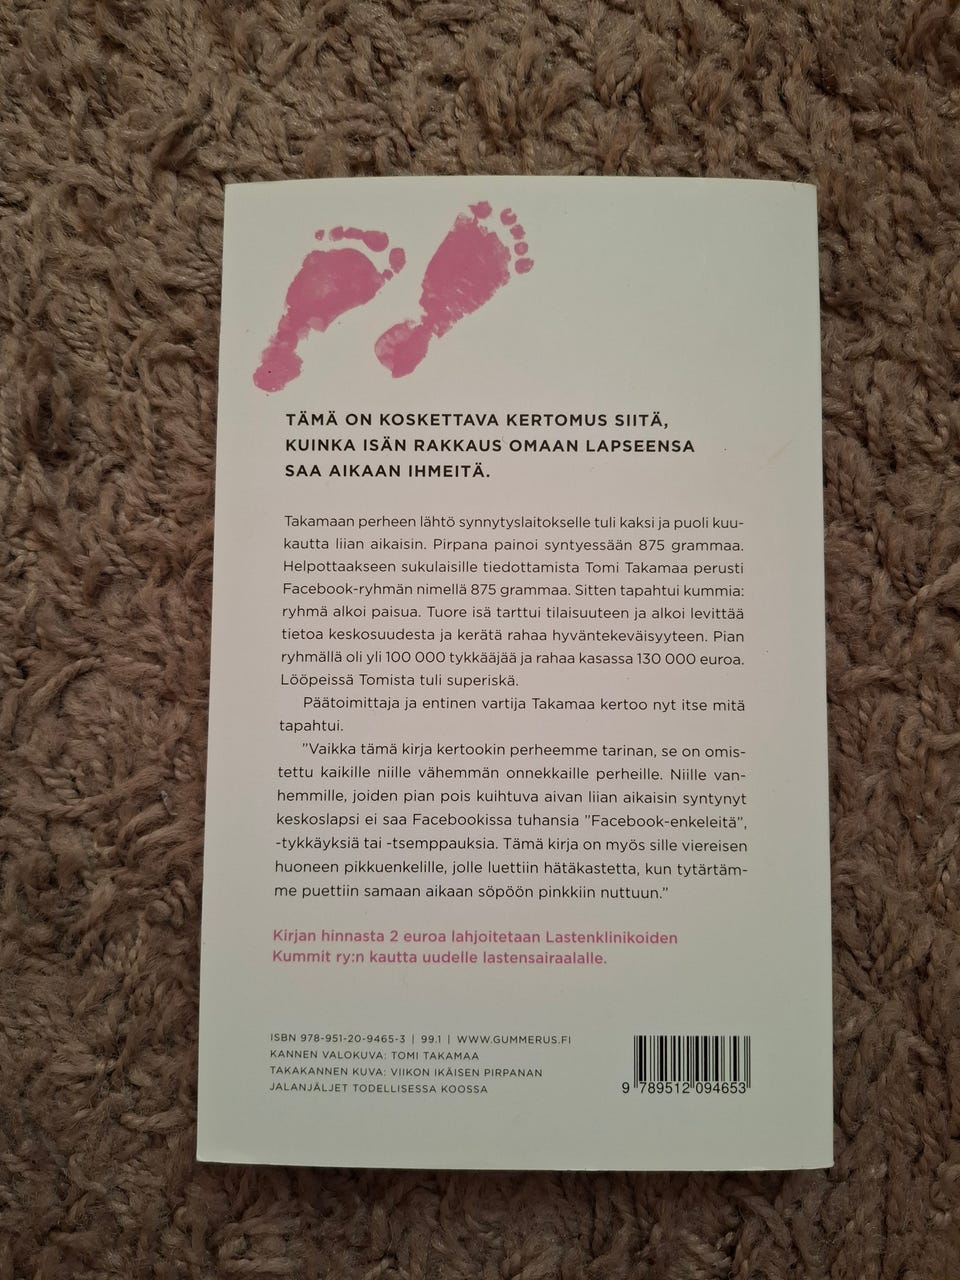 TÄMÄ ON KOSKETTAVA KERTOMUS SIITÄ,
KUINKA ISÄN RAKKAUS OMAAN LAPSEENSA
SAA AIKAAN IHMEITÄ.
Takamaan perheen lähtö synnytyslaitokselle tuli kaksi ja puoli kuu-
kautta liian aikaisin. Pirpana painoi syntyessään 875 grammaa.
Helpottaakseen sukulaisille tiedottamista Tomi Takamaa perusti
Facebook-ryhmän nimellä 875 grammaa. Sitten tapahtui kummia:
ryhmä alkoi paisua. Tuore isä tarttui tilaisuuteen ja alkoi levittää
tietoa keskosuudesta ja kerätä rahaa hyväntekeväisyyteen. Pian
ryhmällä oli yli 100 000 tykkääjää ja rahaa kasassa 130 000 euroa.
Lööpeissä Tomista tuli superiskä.
Päätoimittaja ja entinen vartija Takamaa kertoo nyt itse mitä
tapahtui.
”Vaikka tämä kirja kertookin perheemme tarinan, se on omis-
tettu kaikille niille vähemmän onnekkaille perheille. Niille van-
hemmille, joiden pian pois kuihtuva aivan liian aikaisin syntynyt
keskoslapsi ei saa Facebookissa tuhansia ”Facebook-enkeleitä”,
-tykkäyksiä tai -tsemppauksia. Tämä kirja on myös sille viereisen
huoneen pikkuenkelille, jolle luettiin hätäkastetta, kun tytärtäm-
me puettiin samaan aikaan söpöön pinkkiin nuttuun.”
Kirjan hinnasta 2 euroa lahjoitetaan Lastenklinikoiden
Kummit ry:n kautta uudelle lastensairaalalle.
ISBN 978-951-20-9465-3 | 99.1 | WWW.GUMMERUS.FI
KANNEN VALOKUVA: TOMI TAKAMAA
TAKAKANNEN KUVA: VIIKON IKÄISEN PIRPANAN
JALANJÄLJET TODELLISESSA KOOSSA
9 789512 094653